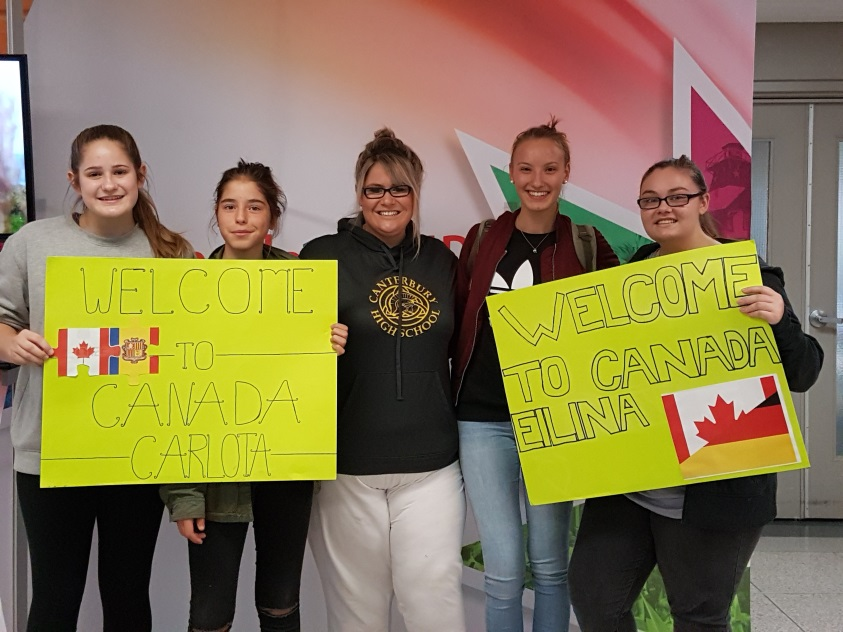 WELCOME
TO
CANADA
CARLOTA
CANTERBURY
HIGH SCHOOL
WELCOME
TO CANADA
EILINA